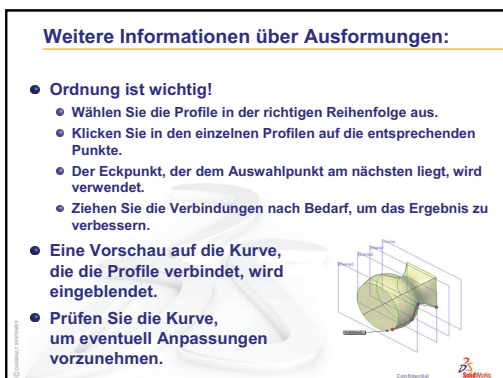 Weitere Informationen über Ausformungen:
Ordnung ist wichtig!
Wählen Sie die Profile in der richtigen Reihenfolge aus.
Klicken Sie in den einzelnen Profilen auf die entsprechenden
Punkte.
Der Eckpunkt, der dem Auswahlpunkt am nächsten liegt, wird
verwendet.
Ziehen Sie die Verbindungen nach Bedarf, um das Ergebnis zu
verbessern.
Eine Vorschau auf die Kurve,
die die Profile verbindet, wird
eingeblendet.
Prüfen Sie die Kurve,
um eventuell Anpassungen
vorzunehmen.
© DASSAULT SYSTEMES
Confidential
SolidWorks